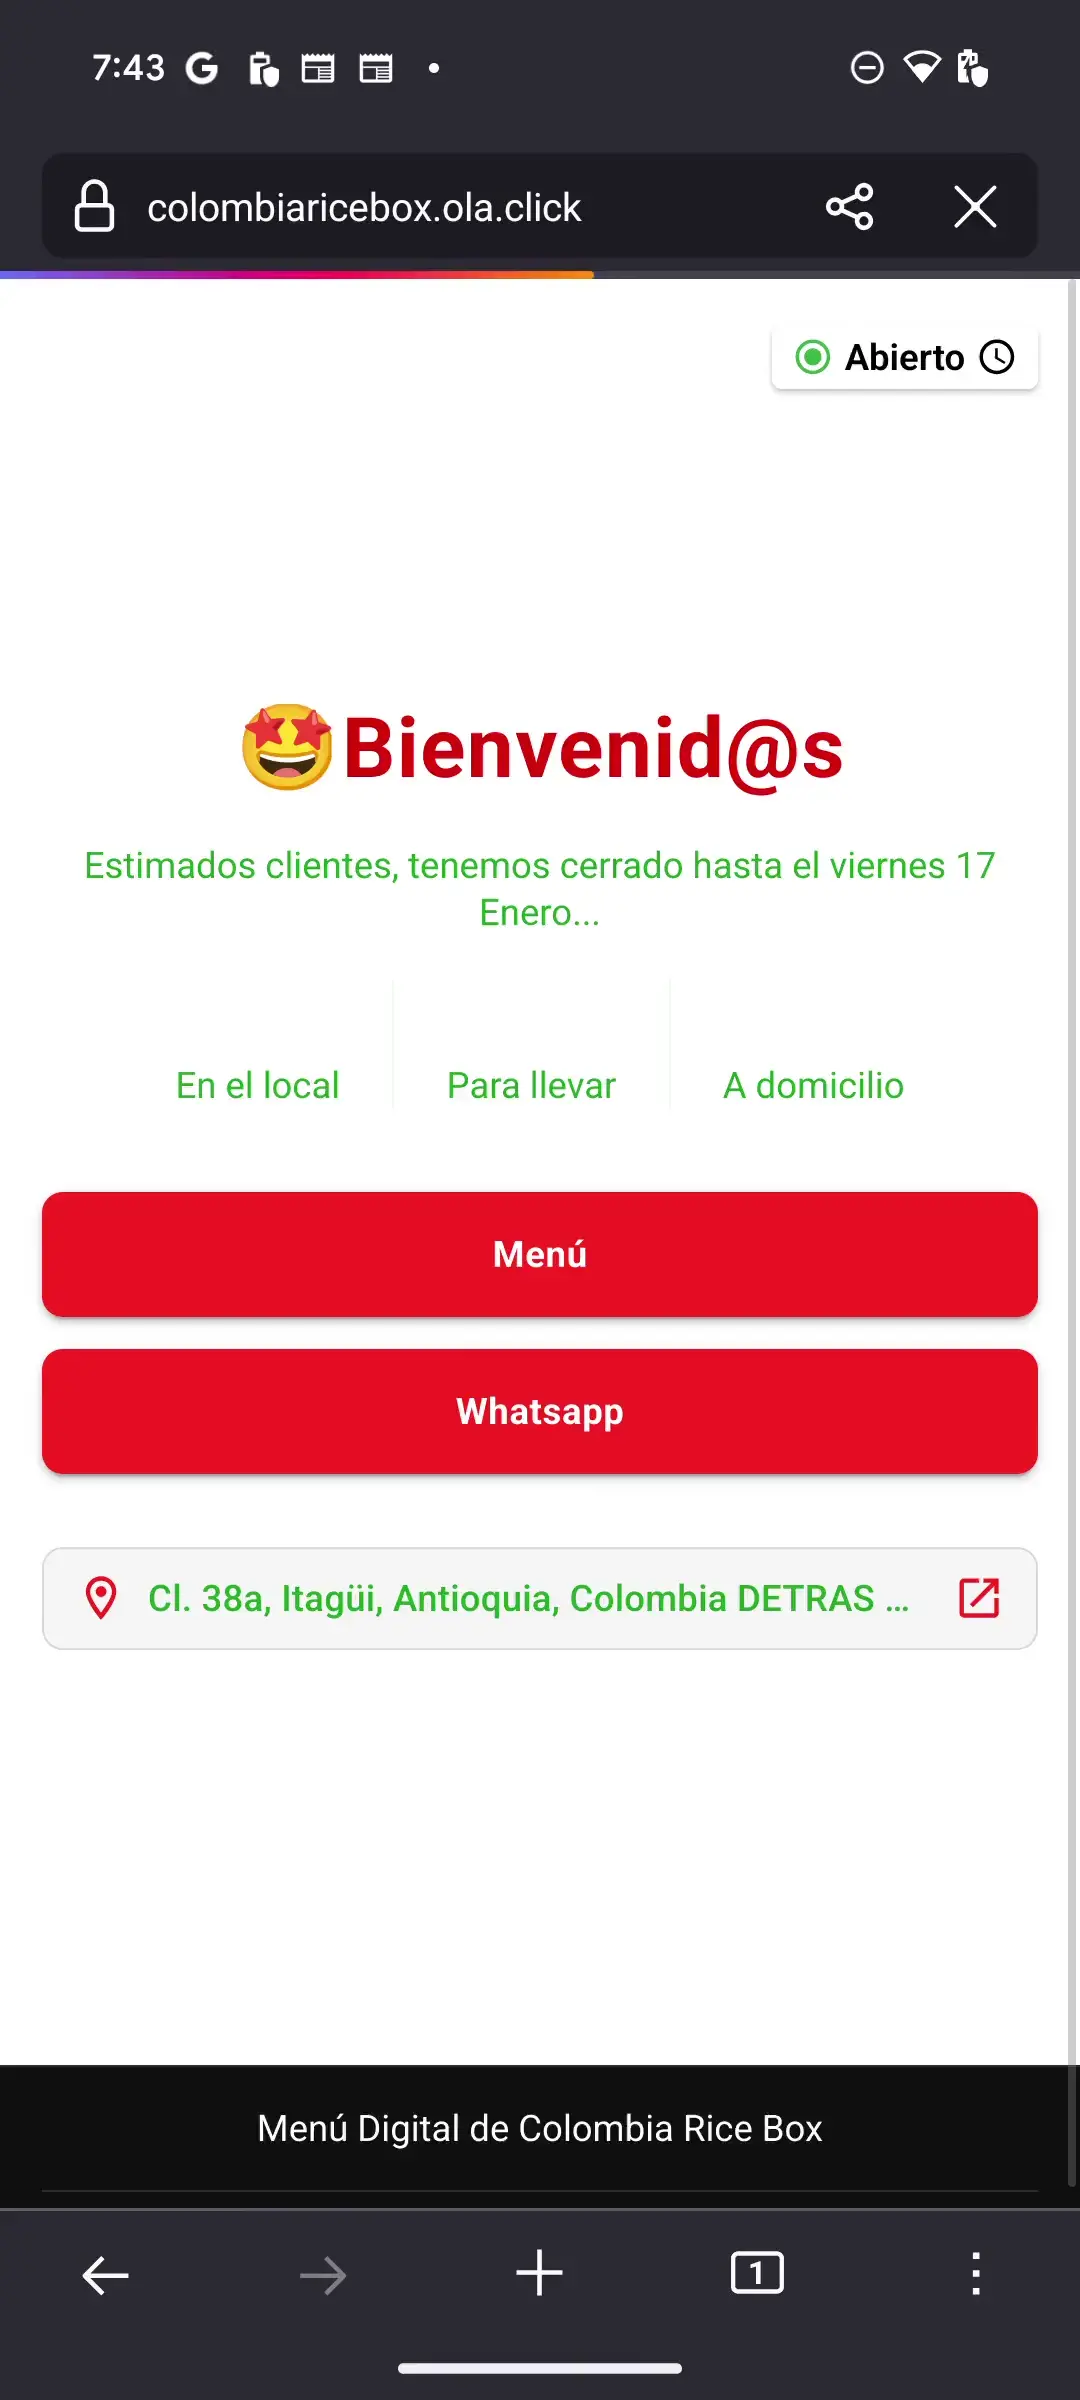 7:43
colombiaricebox.ola.click
Abierto
🤩Bienvenid@s
Estimados clientes, tenemos cerrado hasta el viernes 17
Enero...
En el local
Para llevar
A domicilio
Menú
Whatsapp
Cl. 38a, Itagüi, Antioquia, Colombia DETRAS ...
Menú Digital de Colombia Rice Box
1